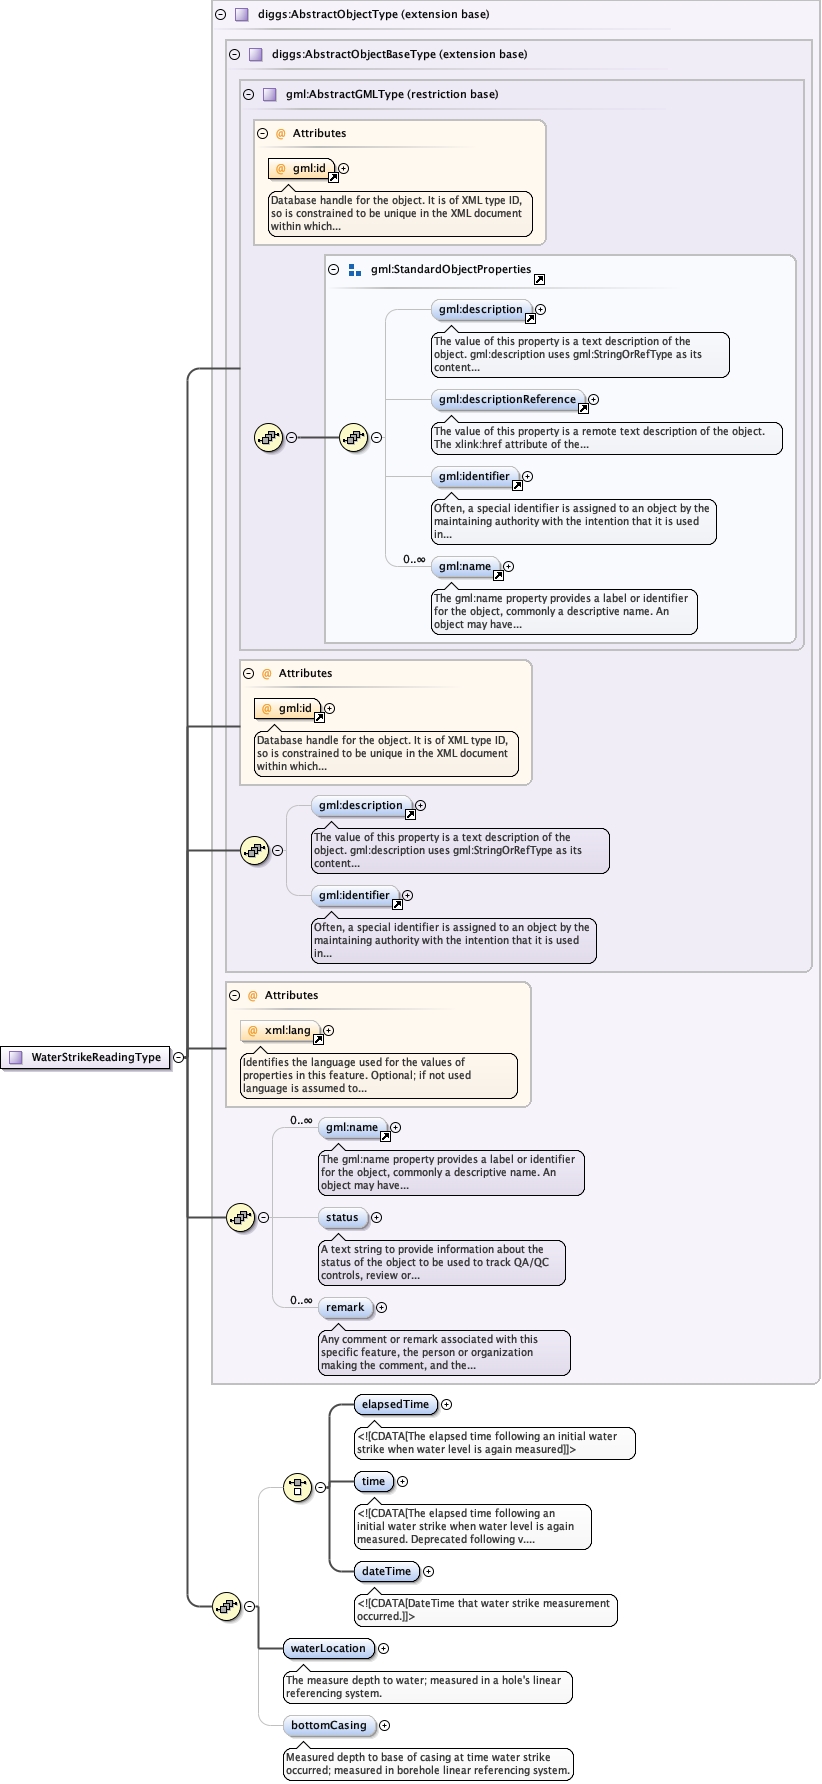 diggs:AbstractObjectType (extension base)
diggs:AbstractObjectBaseType (extension base)
gml:AbstractGMLType (restriction base)
@ Attributes
@ gml:id
Database handle for the object. It is of XML type ID,
so is constrained to be unique in the XML document
within which...
gml:StandardObjectProperties
gml:description
The value of this property is a text description of the
object. gml:description uses gml:StringOrRefType as its
content...
gml:descriptionReference
The value of this property is a remote text description of the object.
The xlink:href attribute of the...
gml:identifier
Often, a special identifier is assigned to an object by the
maintaining authority with the intention that it is used
in...
0..∞
gml:name
The gml:name property provides a label or identifier
for the object, commonly a descriptive name. An
object may have...
@ Attributes
@ gml:id
Database handle for the object. It is of XML type ID,
so is constrained to be unique in the XML document
within which...
gml:description
The value of this property is a text description of the
object. gml:description uses gml:StringOrRefType as its
content...
gml:identifier
Often, a special identifier is assigned to an object by the
maintaining authority with the intention that it is used
in...
@ Attributes
@ xml:lang
WaterStrikeReadingType
Identifies the language used for the values of
properties in this feature. Optional; if not used
language is assumed to...
0..∞
gml:name
The gml:name property provides a label or identifier
for the object, commonly a descriptive name. An
object may have...
status
A text string to provide information about the
status of the object to be used to track QA/QC
controls, review or...
0..∞
remark
Any comment or remark associated with this
specific feature, the person or organization
making the comment, and the...
elapsedTime
<![CDATA[The elapsed time following an initial water
strike when water level is again measured]]>
time
<![CDATA[The elapsed time following an
initial water strike when water level is again
measured. Deprecated following v....
dateTime
<![CDATA[DateTime that water strike measurement
occurred.]]>
waterLocation
The measure depth to water; measured in a hole's linear
referencing system.
bottomCasing
Measured depth to base of casing at time water strike
occurred; measured in borehole linear referencing system.